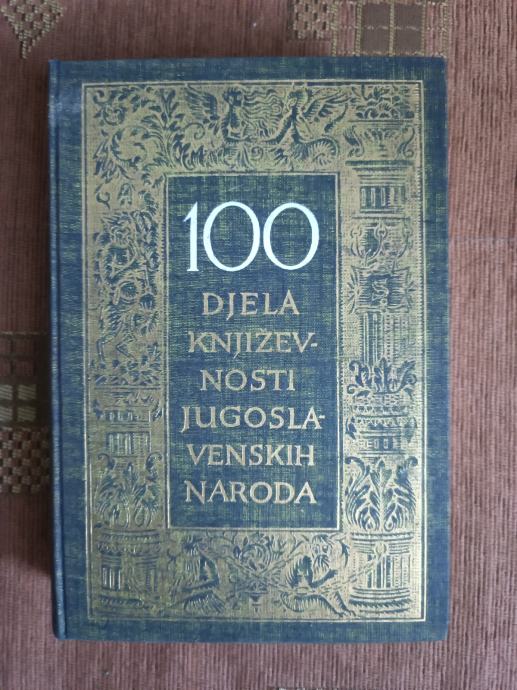 100
DJELA
KNJIŽEV-
NOSTI
JUGOSLA-
VENSKIH
NARODA